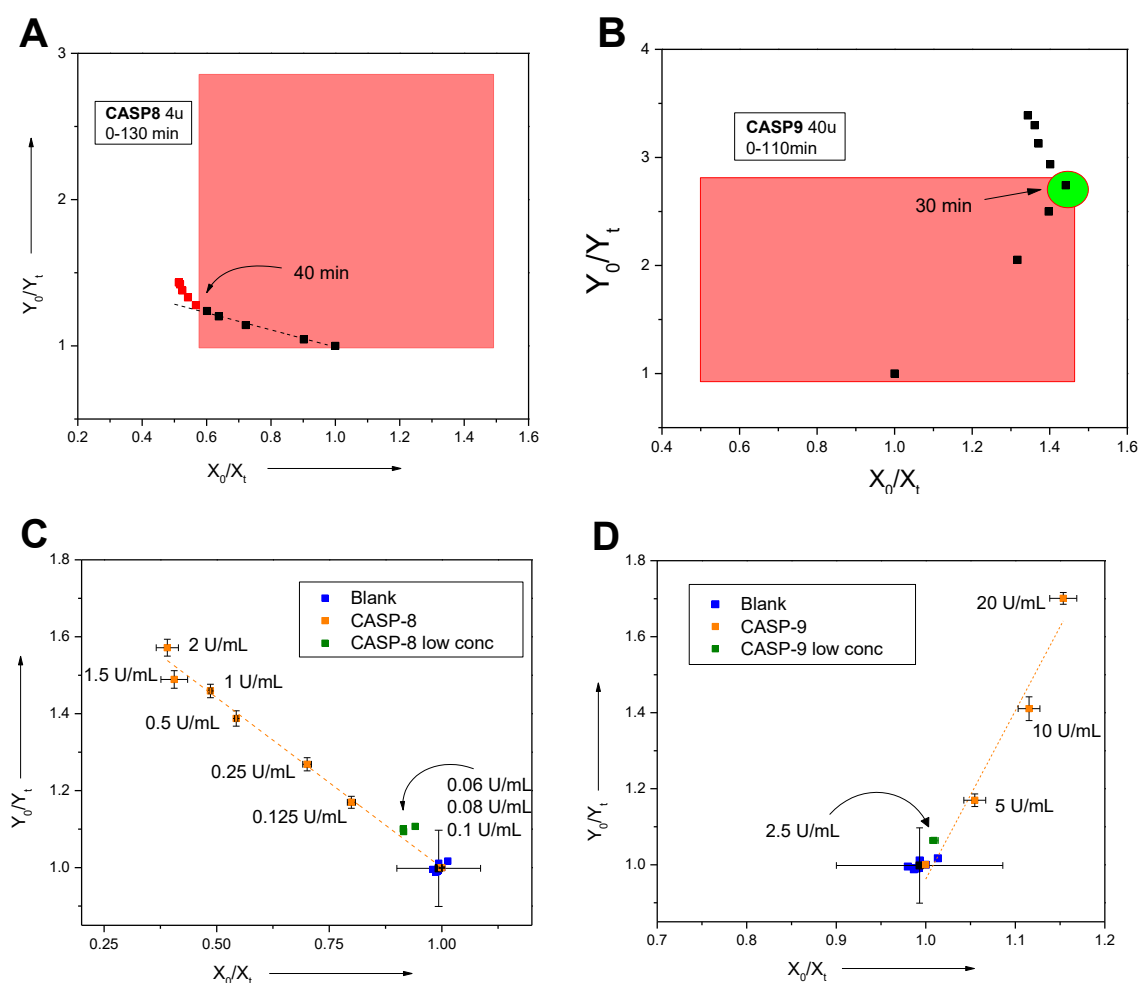 A
3
2
1
0.2 0.4 0.6 0.8 1.0 1.2 1.4 1.6
Y0/Yt
X0/Xt
CASP8 4u
0-130 min
40 min
B
4
3
2
1
0.4 0.6 0.8 1.0 1.2 1.4 1.6
Y0/Yt
X0/Xt
CASP9 40u
0-110min
30 min
C
1.8
1.6
1.4
1.2
1.0
0.25 0.50 0.75 1.00
Y0/Yt
X0/Xt
Blank
CASP-8
CASP-8 low conc
2 U/mL
1.5 U/mL
1 U/mL
0.5 U/mL
0.25 U/mL
0.125 U/mL
0.06 U/mL
0.08 U/mL
0.1 U/mL
D
1.8
1.6
1.4
1.2
1.0
0.7 0.8 0.9 1.0 1.1 1.2
Y0/Yt
X0/Xt
Blank
CASP-9
CASP-9 low conc
20 U/mL
10 U/mL
5 U/mL
2.5 U/mL